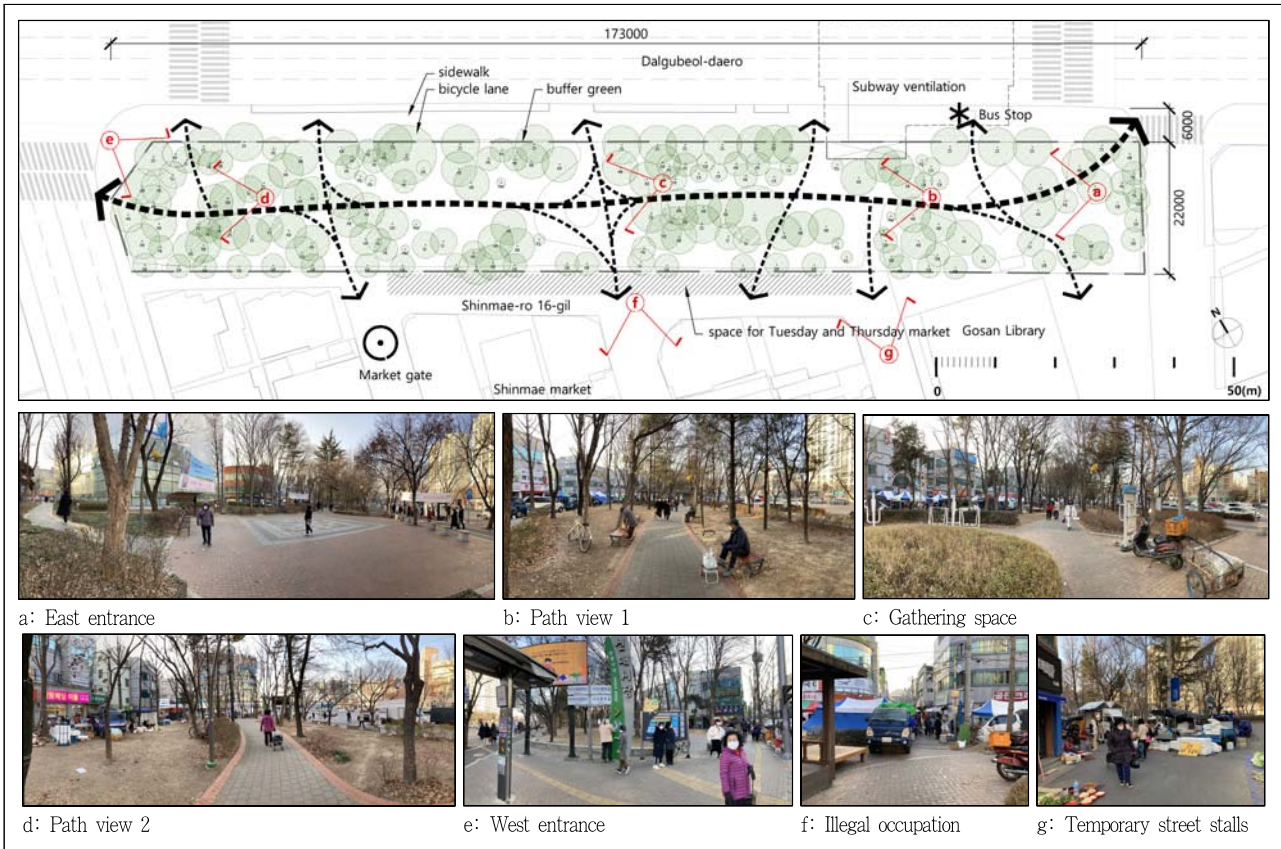 173000
Dalgubeol-daero
sidewalk
bicycle lane
buffer green
Subway ventilation
Bus Stop
6000
22000
e
d
c
b
a
Shinmae-ro 16-gil
f
space for Tuesday and Thursday market
g
Gosan Library
N
Market gate
Shinmae market
0
50(m)
a: East entrance
b: Path view 1
c: Gathering space
d: Path view 2
e: West entrance
f: Illegal occupation
g: Temporary street stalls